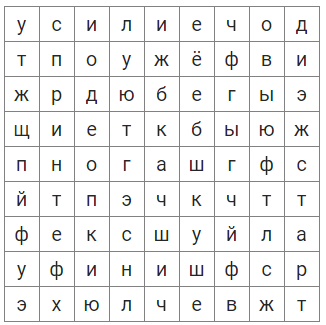 у с и л и е ч о д
т п о у ж ё ф в и
ж р д ю б е г ы э
щ и е т к б ы ю ж
п н о г а ш г ф с
й т п э ч к ч т т
ф е к с ш у й л а
у ф и н и ш ф с р
э х ю л ч е в ж т